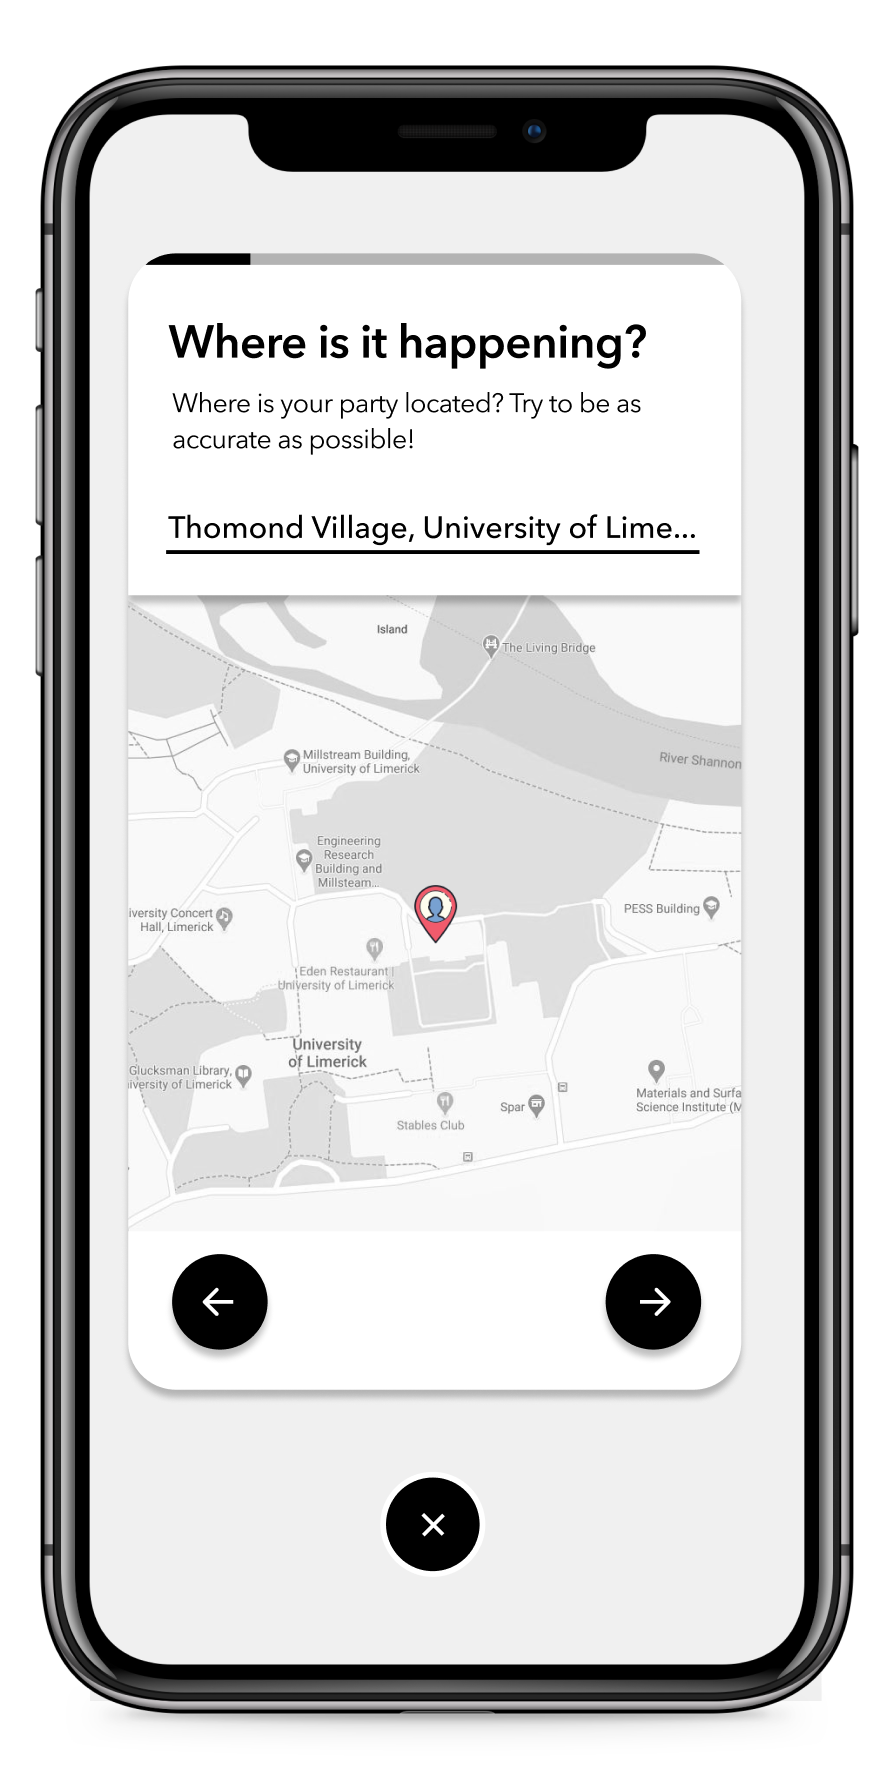 Where is it happening?
Where is your party located? Try to be as
accurate as possible!
Thomond Village, University of Lime...
Island
The Living Bridge
River Shannon
Millstream Building,
University of Limerick
Engineering
Research
Building and
Millsteam...
iversity Concert
Hall, Limerick
PESS Building
Eden Restaurant |
University of Limerick
University
of Limerick
Glucksman Library,
iversity of Limerick
Stables Club
Spar
Materials and Surfa
Science Institute (M